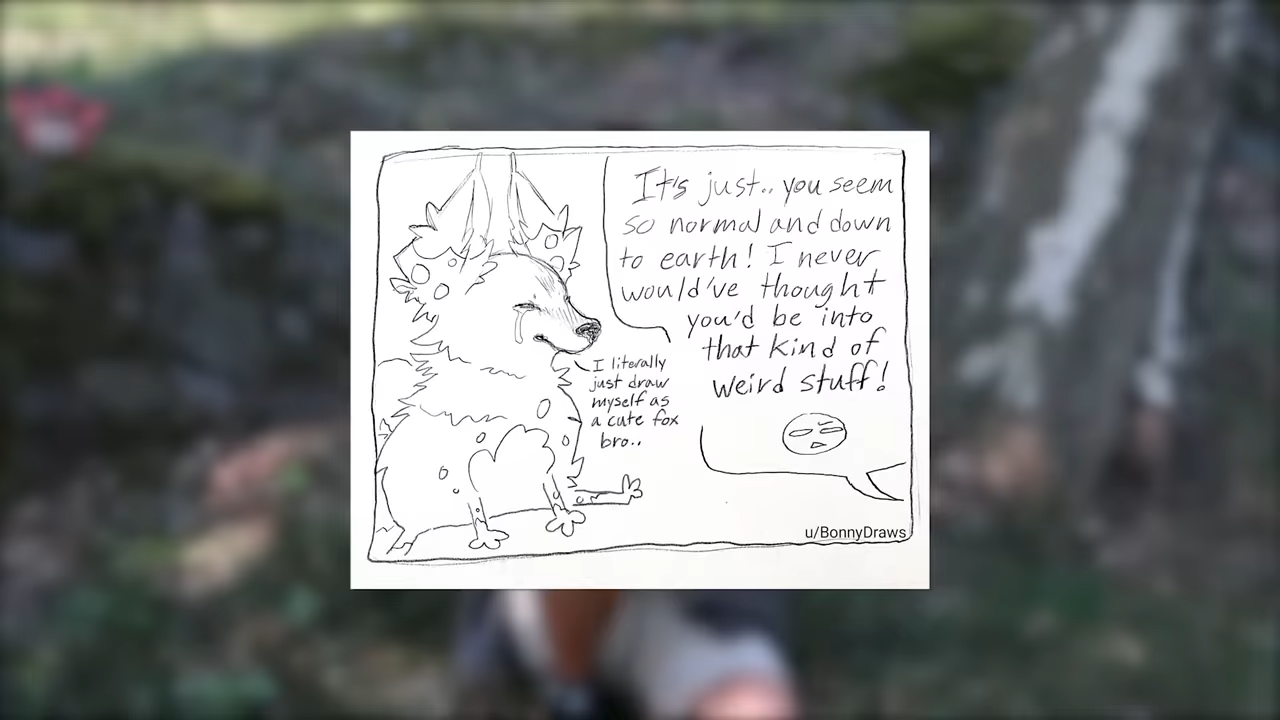 It's just.. you seem
so normal and down
to earth! I never
would've thought
you'd be into
that kind of
weird stuff!
I literally
just draw
myself as
a cute fox
bro..
u/BonnyDraws